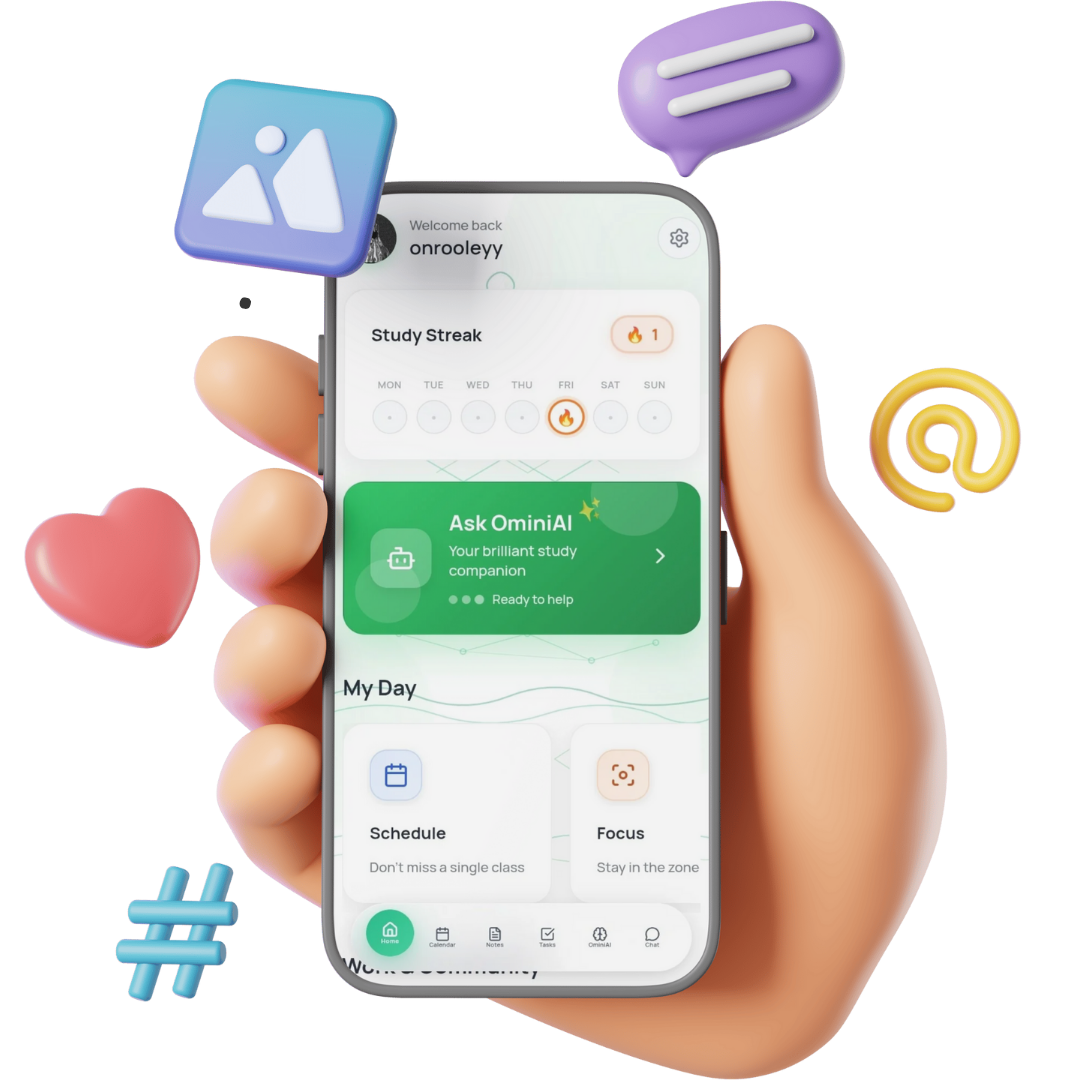 Welcome back
onrooleyy
Study Streak
🔥 1
MON TUE WED THU FRI SAT SUN
Ask OminiAI
Your brilliant study
companion
Ready to help
My Day
Schedule
Focus
Don't miss a single class
Stay in the zone
Home Calendar Notes Tasks OminiAI Chat
Work & Community